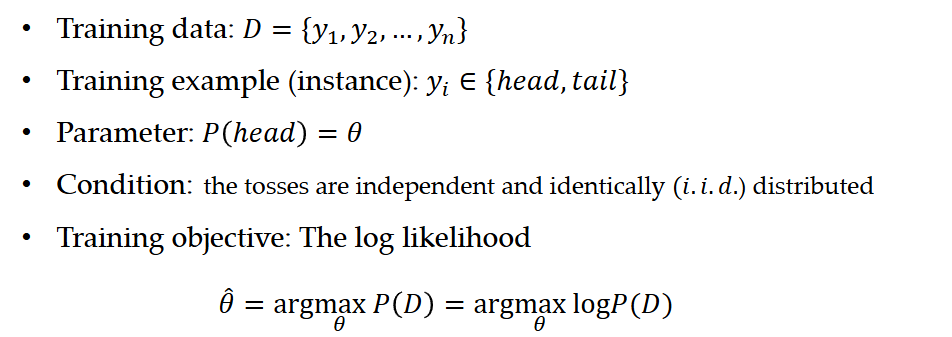 • Training data: 𝐷 = {𝑦₁, 𝑦₂, … , 𝑦ₙ}
• Training example (instance): 𝑦ᵢ ∈ {ℎ𝑒𝑎𝑑, 𝑡𝑎𝑖𝑙}
• Parameter: 𝑃(ℎ𝑒𝑎𝑑) = 𝜃
• Condition: the tosses are independent and identically (𝑖. 𝑖. 𝑑.) distributed
• Training objective: The log likelihood
𝜃̂ = argmax 𝑃(𝐷) = argmax log𝑃(𝐷)
𝜃 𝜃